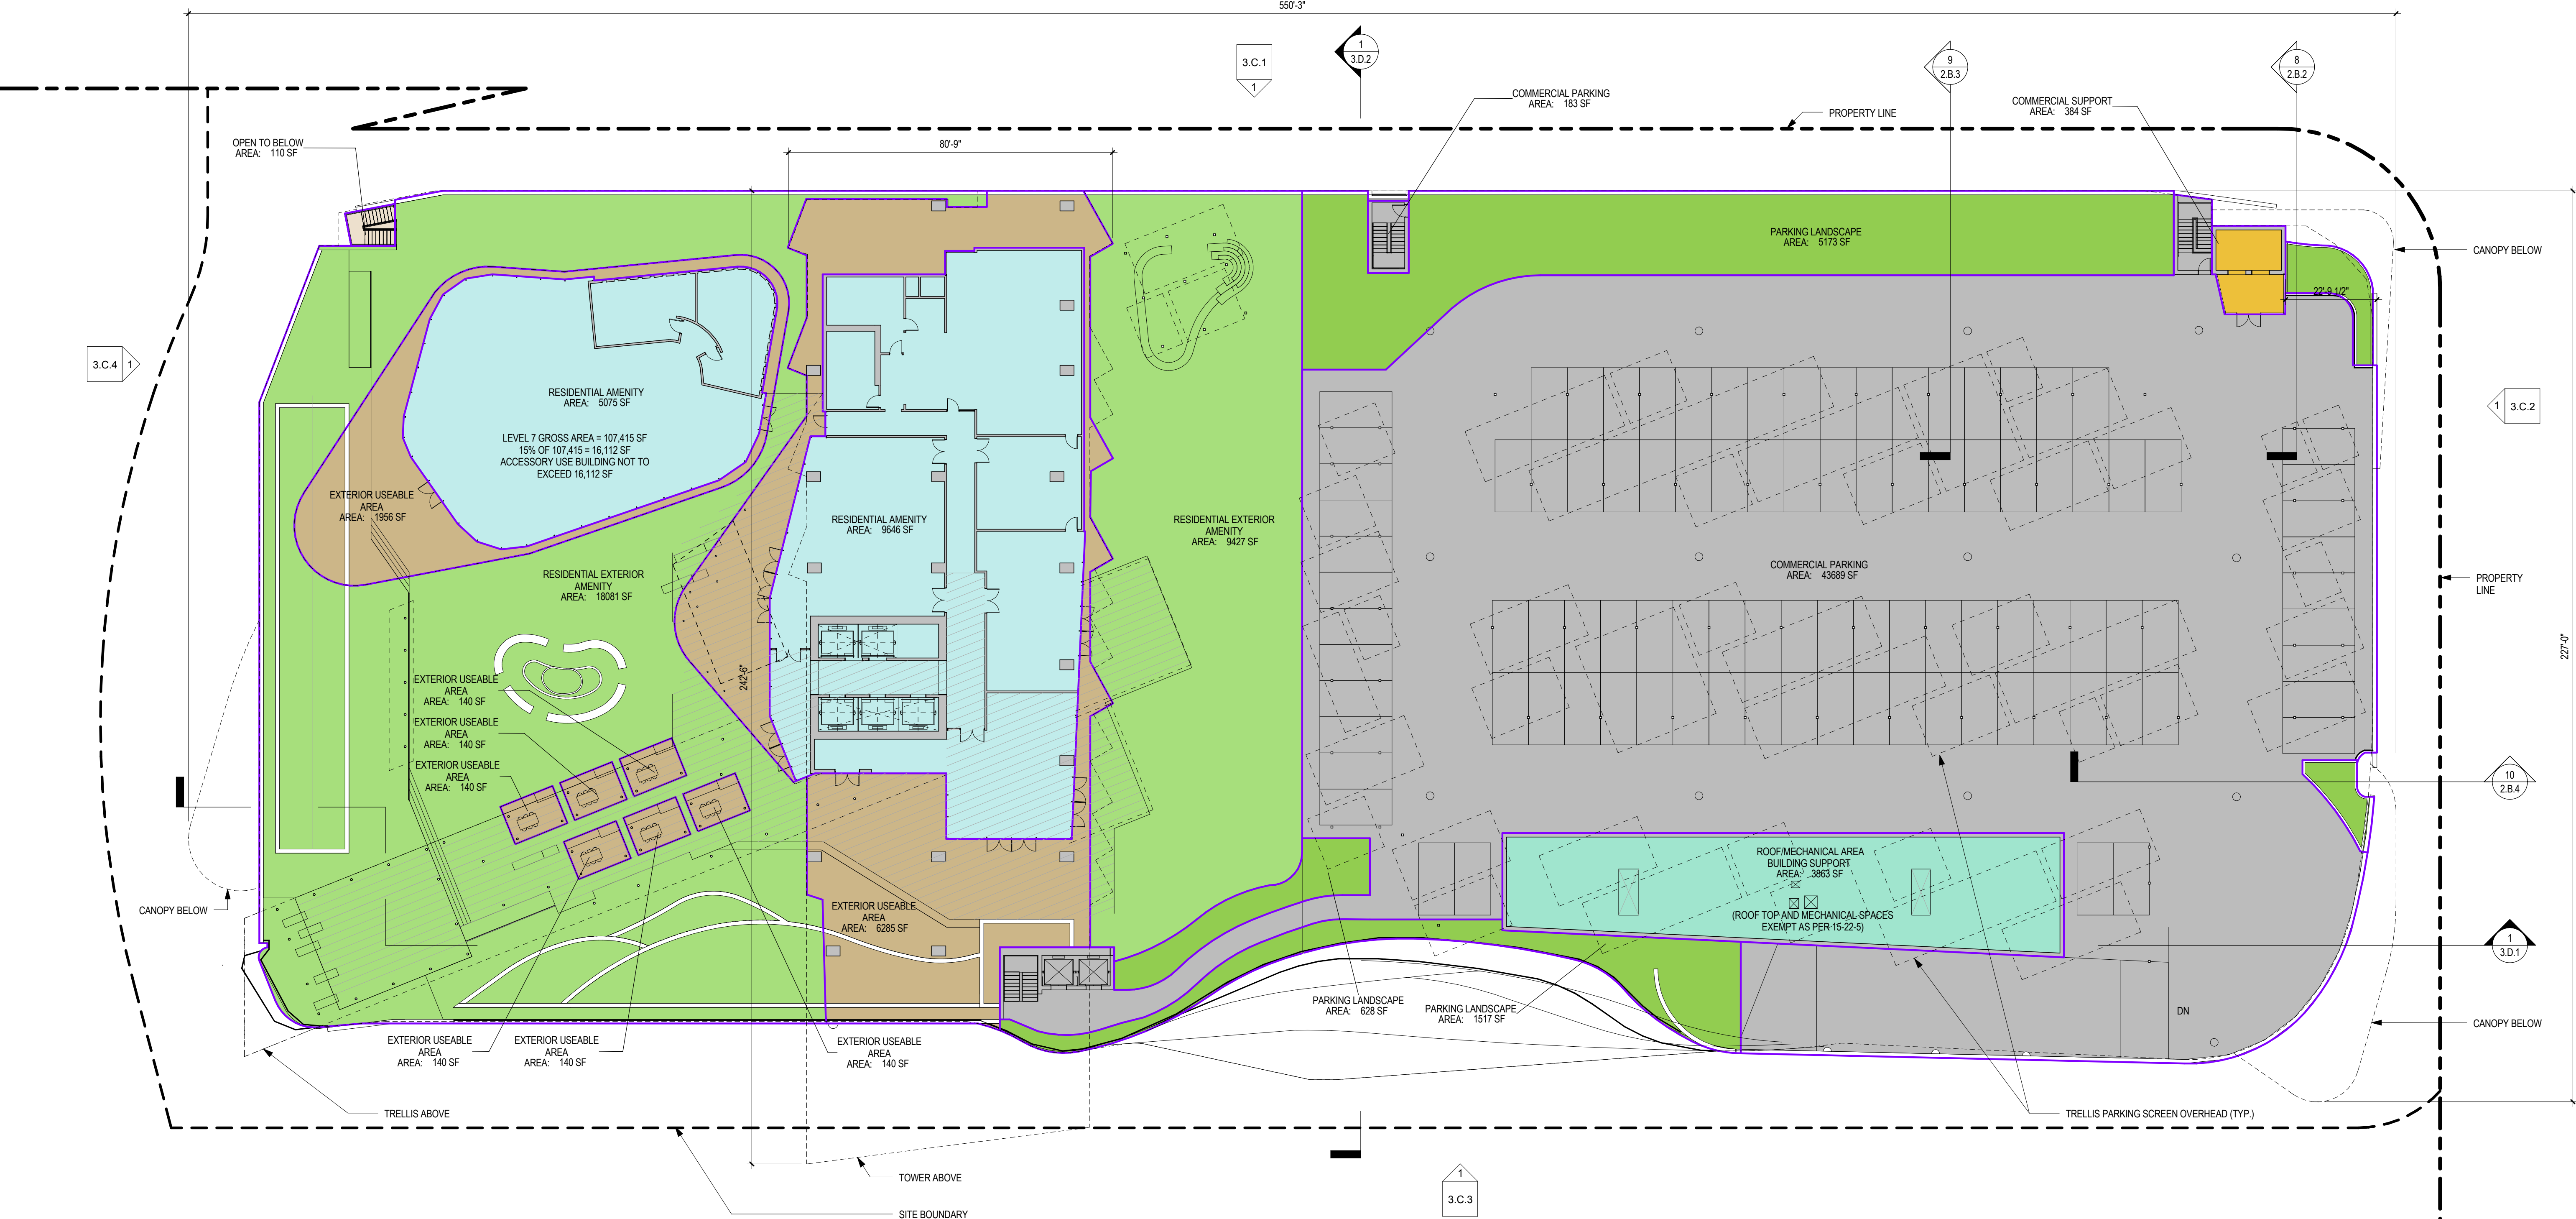 550'-3"
3.C.1
1
1
3.D.2
9
2.B.3
8
2.B.2
COMMERCIAL PARKING
AREA: 183 SF
COMMERCIAL SUPPORT
AREA: 384 SF
PROPERTY LINE
OPEN TO BELOW
AREA: 110 SF
80'-9"
PARKING LANDSCAPE
AREA: 5173 SF
CANOPY BELOW
22'-9 1/2"
3.C.4
1
1
3.C.2
RESIDENTIAL AMENITY
AREA: 5075 SF
LEVEL 7 GROSS AREA = 107,415 SF
15% OF 107,415 = 16,112 SF
ACCESSORY USE BUILDING NOT TO
EXCEED 16,112 SF
EXTERIOR USEABLE
AREA
AREA: 1956 SF
RESIDENTIAL AMENITY
AREA: 9646 SF
RESIDENTIAL EXTERIOR
AMENITY
AREA: 9427 SF
COMMERCIAL PARKING
AREA: 43689 SF
RESIDENTIAL EXTERIOR
AMENITY
AREA: 18081 SF
PROPERTY
LINE
227'-0"
242'-6"
EXTERIOR USEABLE
AREA
AREA: 140 SF
EXTERIOR USEABLE
AREA
AREA: 140 SF
EXTERIOR USEABLE
AREA
AREA: 140 SF
10
2.B.4
ROOF/MECHANICAL AREA
BUILDING SUPPORT
AREA: 3863 SF
(ROOF TOP AND MECHANICAL SPACES
EXEMPT AS PER 15-22-5)
CANOPY BELOW
EXTERIOR USEABLE
AREA
AREA: 6285 SF
1
3.D.1
PARKING LANDSCAPE
AREA: 628 SF
PARKING LANDSCAPE
AREA: 1517 SF
DN
CANOPY BELOW
EXTERIOR USEABLE
AREA
AREA: 140 SF
EXTERIOR USEABLE
AREA
AREA: 140 SF
EXTERIOR USEABLE
AREA
AREA: 140 SF
TRELLIS ABOVE
TRELLIS PARKING SCREEN OVERHEAD (TYP.)
TOWER ABOVE
1
3.C.3
SITE BOUNDARY